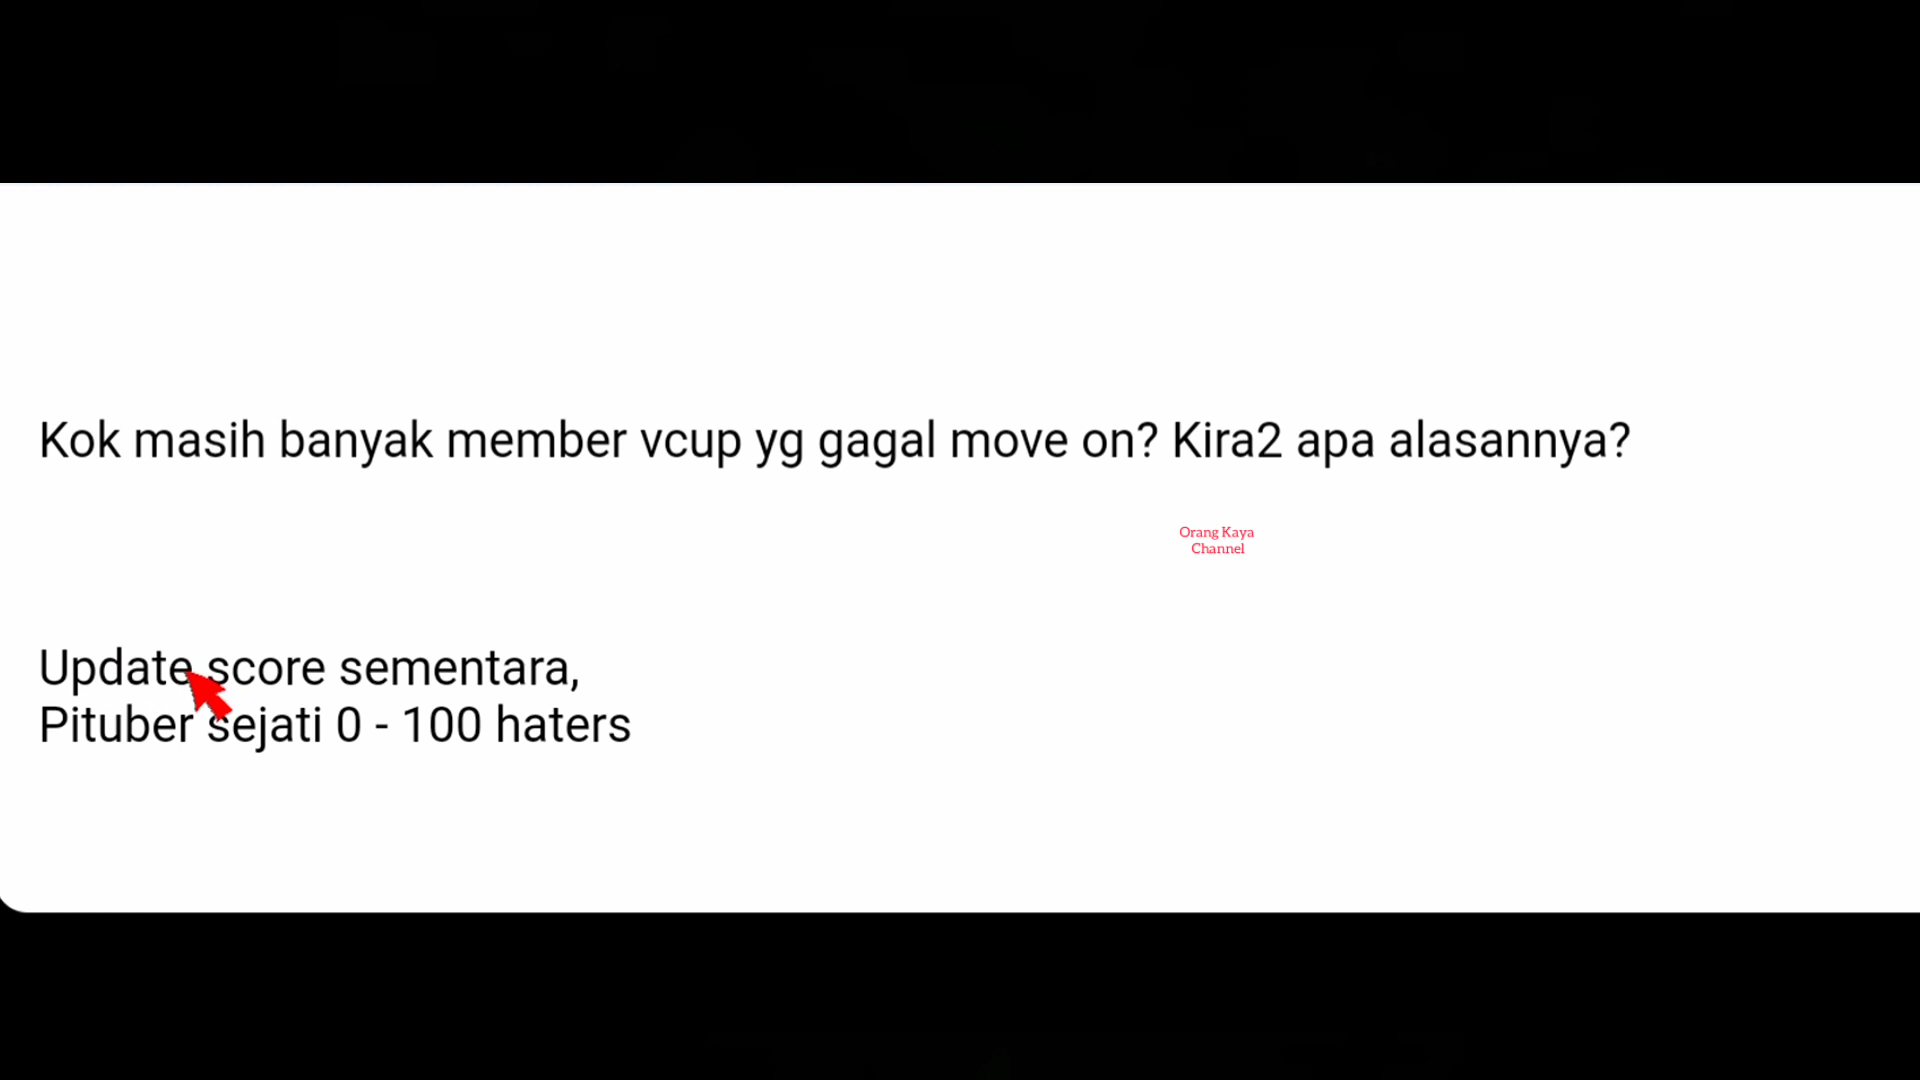 Kok masih banyak member vcup yg gagal move on? Kira2 apa alasannya?
Orang Kaya
Channel
Update score sementara,
Pituber sejati 0 - 100 haters